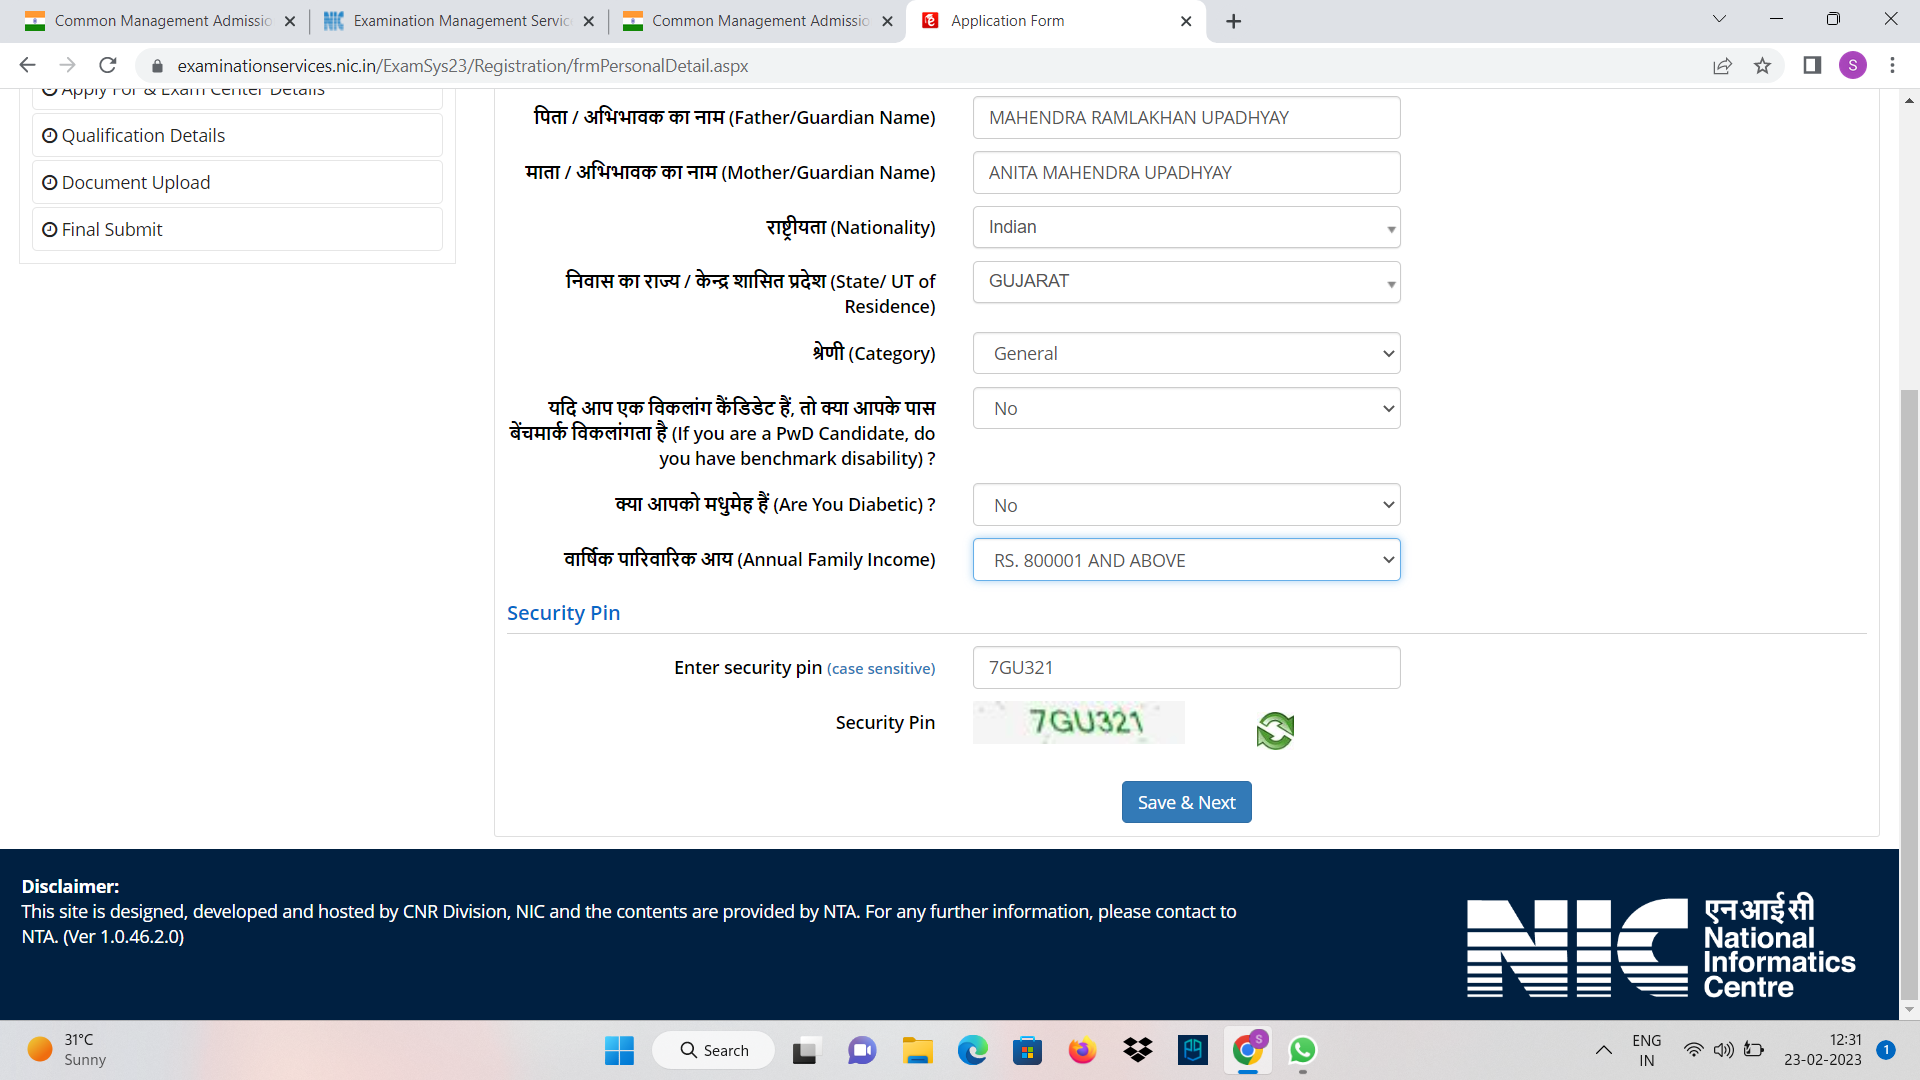 Common Management Admissio
Examination Management Servic
Common Management Admissio
Application Form
examinationservices.nic.in/ExamSys23/Registration/frmPersonalDetail.aspx
S
Apply For & Exam Center Details
Qualification Details
Document Upload
Final Submit
पिता / अभिभावक का नाम (Father/Guardian Name)
MAHENDRA RAMLAKHAN UPADHYAY
माता / अभिभावक का नाम (Mother/Guardian Name)
ANITA MAHENDRA UPADHYAY
राष्ट्रीयता (Nationality)
Indian
निवास का राज्य / केन्द्र शासित प्रदेश (State/ UT of
Residence)
GUJARAT
श्रेणी (Category)
General
यदि आप एक विकलांग कैंडिडेट हैं, तो क्या आपके पास
बेंचमार्क विकलांगता है (If you are a PwD Candidate, do
you have benchmark disability) ?
No
क्या आपको मधुमेह हैं (Are You Diabetic) ?
No
वार्षिक पारिवारिक आय (Annual Family Income)
RS. 800001 AND ABOVE
Security Pin
Enter security pin (case sensitive)
7GU321
Security Pin
7GU321
Save & Next
Disclaimer:
This site is designed, developed and hosted by CNR Division, NIC and the contents are provided by NTA. For any further information, please contact to
NTA. (Ver 1.0.46.2.0)
NIC
एन आई सी
National
Informatics
Centre
31°C
Sunny
Search
S
ENG
IN
12:31
23-02-2023
1